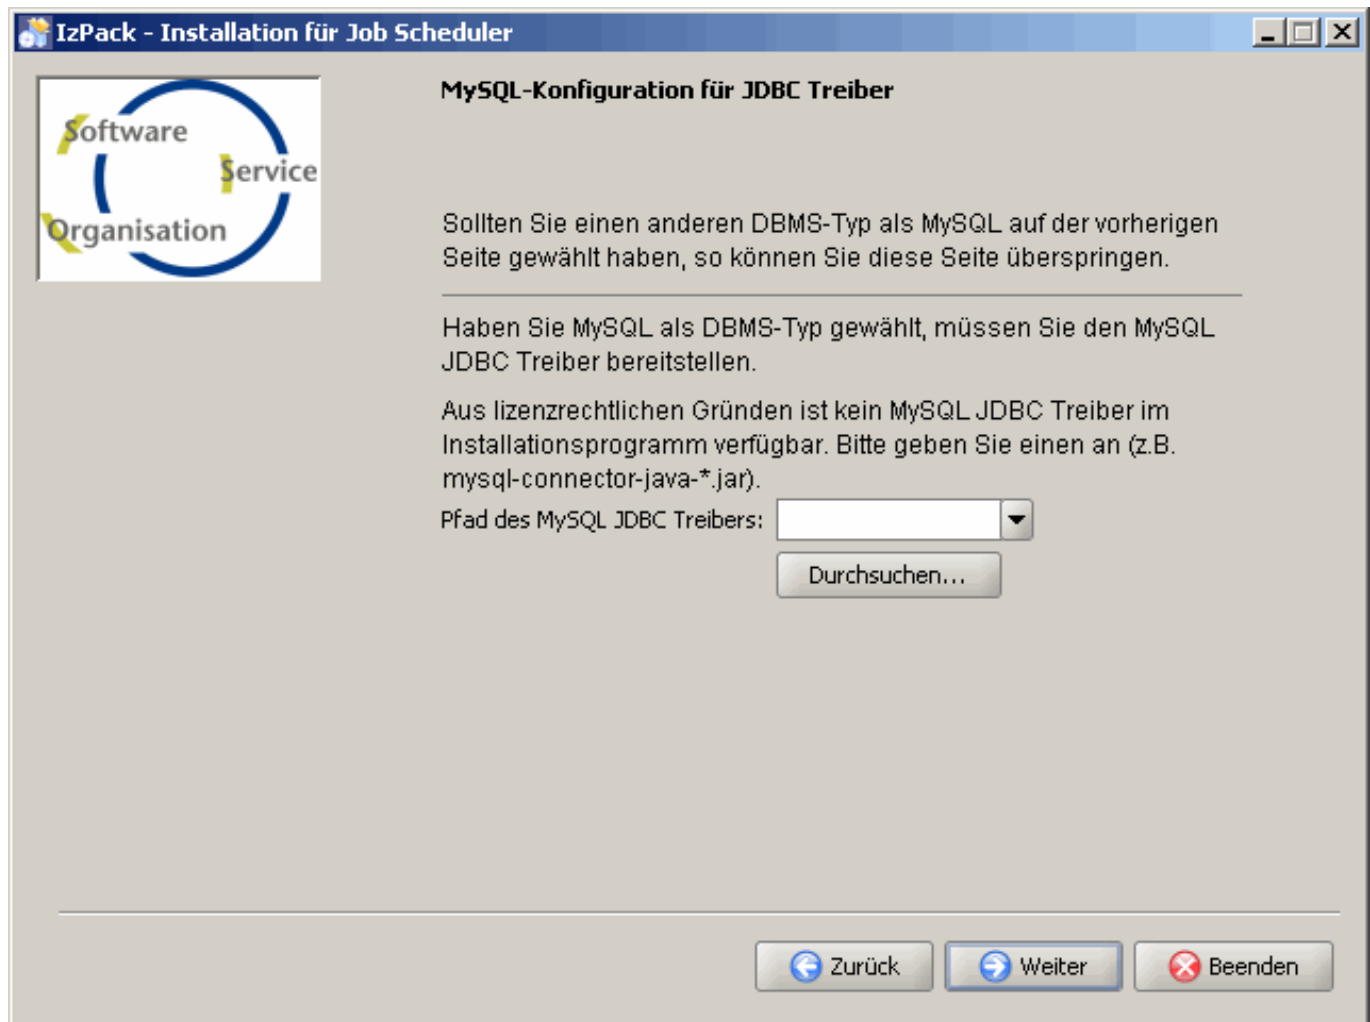 IzPack - Installation für Job Scheduler
Software
Service
Organisation
MySQL-Konfiguration für JDBC Treiber
Sollten Sie einen anderen DBMS-Typ als MySQL auf der vorherigen
Seite gewählt haben, so können Sie diese Seite überspringen.
Haben Sie MySQL als DBMS-Typ gewählt, müssen Sie den MySQL
JDBC Treiber bereitstellen.
Aus lizenzrechtlichen Gründen ist kein MySQL JDBC Treiber im
Installationsprogramm verfügbar. Bitte geben Sie einen an (z.B.
mysql-connector-java-*.jar).
Pfad des MySQL JDBC Treibers:
Durchsuchen...
Zurück
Weiter
Beenden